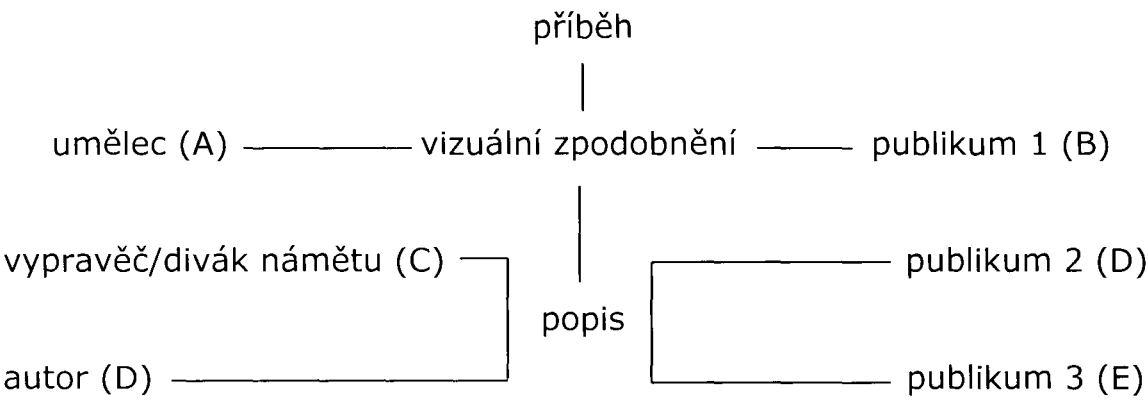 příběh
umělec (A) vizuální zpodobnění publikum 1 (B)
vypravěč/divák námětu (C) publikum 2 (D)
popis
autor (D) publikum 3 (E)